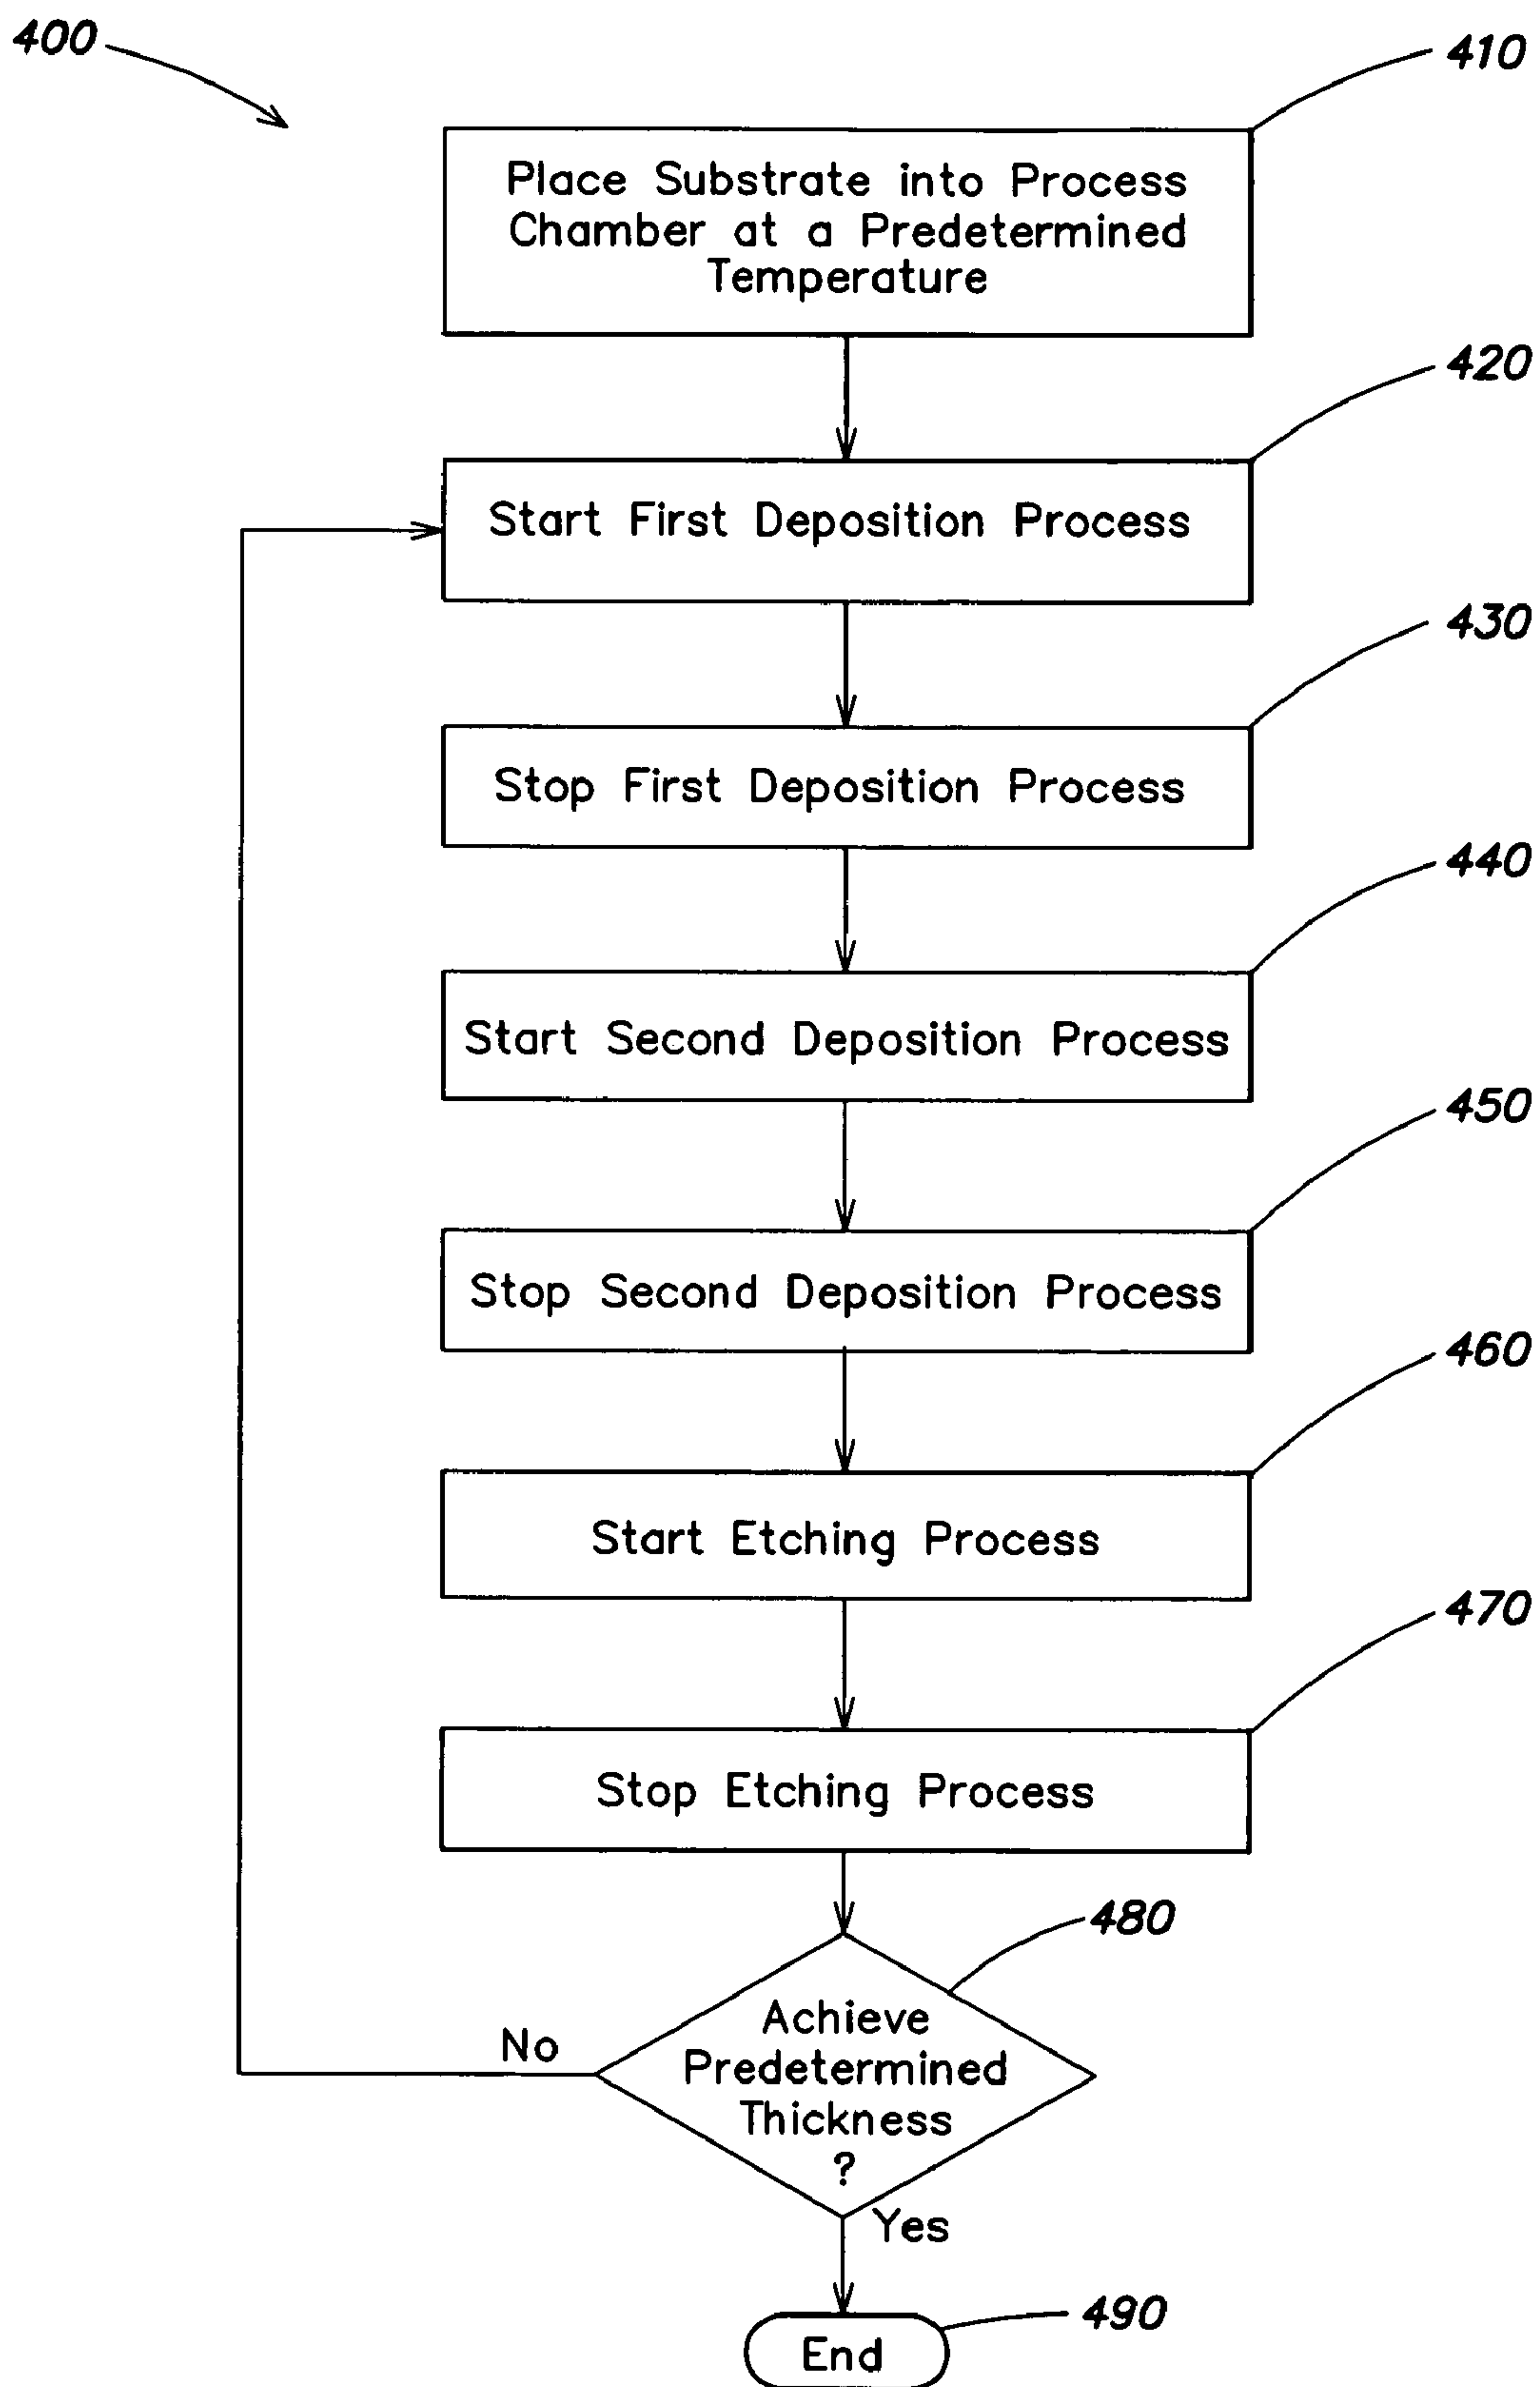 400
410
Place Substrate into Process
Chamber at a Predetermined
Temperature
420
Start First Deposition Process
430
Stop First Deposition Process
440
Start Second Deposition Process
450
Stop Second Deposition Process
460
Start Etching Process
470
Stop Etching Process
480
Achieve
Predetermined
Thickness
?
No
Yes
490
End